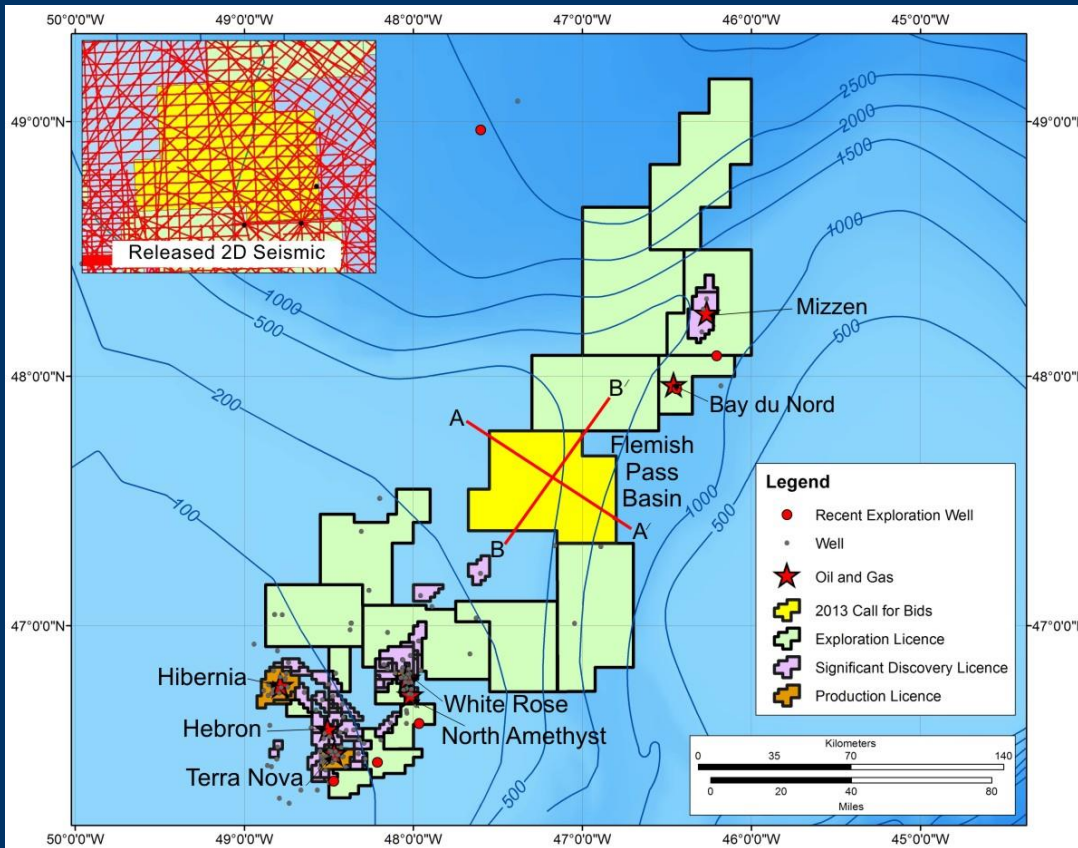 50°0'0"W
49°0'0"W
48°0'0"W
47°0'0"W
46°0'0"W
45°0'0"W
Released 2D Seismic
49°0'0"N
49°0'0"N
2500
2000
1500
1000
1000
500
Mizzen
500
48°0'0"N
48°0'0"N
200
B′
Bay du Nord
A
Flemish
Pass
Basin
1000
500
100
A′
B
47°0'0"N
47°0'0"N
Hibernia
White Rose
Hebron
North Amethyst
Terra Nova
500
Legend
Recent Exploration Well
Well
Oil and Gas
2013 Call for Bids
Exploration Licence
Significant Discovery Licence
Production Licence
Kilometers
0 35 70 140
0 20 40 80
Miles
50°0'0"W
49°0'0"W
48°0'0"W
47°0'0"W
46°0'0"W
45°0'0"W